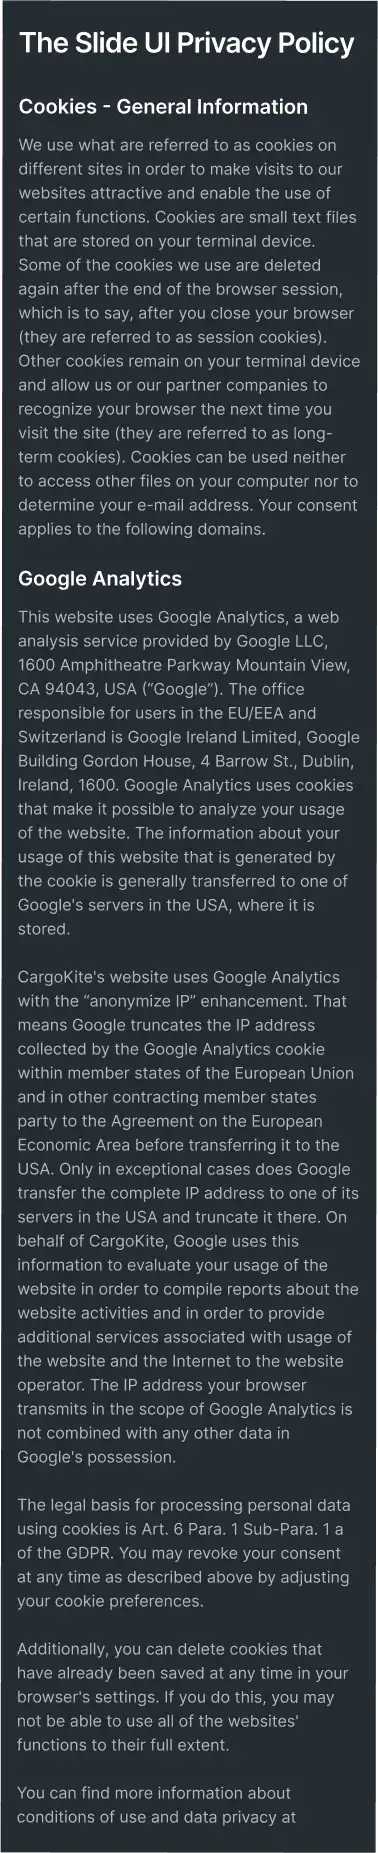 The Slide UI Privacy Policy
Cookies - General Information
We use what are referred to as cookies on
different sites in order to make visits to our
websites attractive and enable the use of
certain functions. Cookies are small text files
that are stored on your terminal device.
Some of the cookies we use are deleted
again after the end of the browser session,
which is to say, after you close your browser
(they are referred to as session cookies).
Other cookies remain on your terminal device
and allow us or our partner companies to
recognize your browser the next time you
visit the site (they are referred to as long-
term cookies). Cookies can be used neither
to access other files on your computer nor to
determine your e-mail address. Your consent
applies to the following domains.
Google Analytics
This website uses Google Analytics, a web
analysis service provided by Google LLC,
1600 Amphitheatre Parkway Mountain View,
CA 94043, USA (“Google”). The office
responsible for users in the EU/EEA and
Switzerland is Google Ireland Limited, Google
Building Gordon House, 4 Barrow St., Dublin,
Ireland, 1600. Google Analytics uses cookies
that make it possible to analyze your usage
of the website. The information about your
usage of this website that is generated by
the cookie is generally transferred to one of
Google's servers in the USA, where it is
stored.
CargoKite's website uses Google Analytics
with the “anonymize IP” enhancement. That
means Google truncates the IP address
collected by the Google Analytics cookie
within member states of the European Union
and in other contracting member states
party to the Agreement on the European
Economic Area before transferring it to the
USA. Only in exceptional cases does Google
transfer the complete IP address to one of its
servers in the USA and truncate it there. On
behalf of CargoKite, Google uses this
information to evaluate your usage of the
website in order to compile reports about the
website activities and in order to provide
additional services associated with usage of
the website and the Internet to the website
operator. The IP address your browser
transmits in the scope of Google Analytics is
not combined with any other data in
Google's possession.
The legal basis for processing personal data
using cookies is Art. 6 Para. 1 Sub-Para. 1 a
of the GDPR. You may revoke your consent
at any time as described above by adjusting
your cookie preferences.
Additionally, you can delete cookies that
have already been saved at any time in your
browser's settings. If you do this, you may
not be able to use all of the websites'
functions to their full extent.
You can find more information about
conditions of use and data privacy at